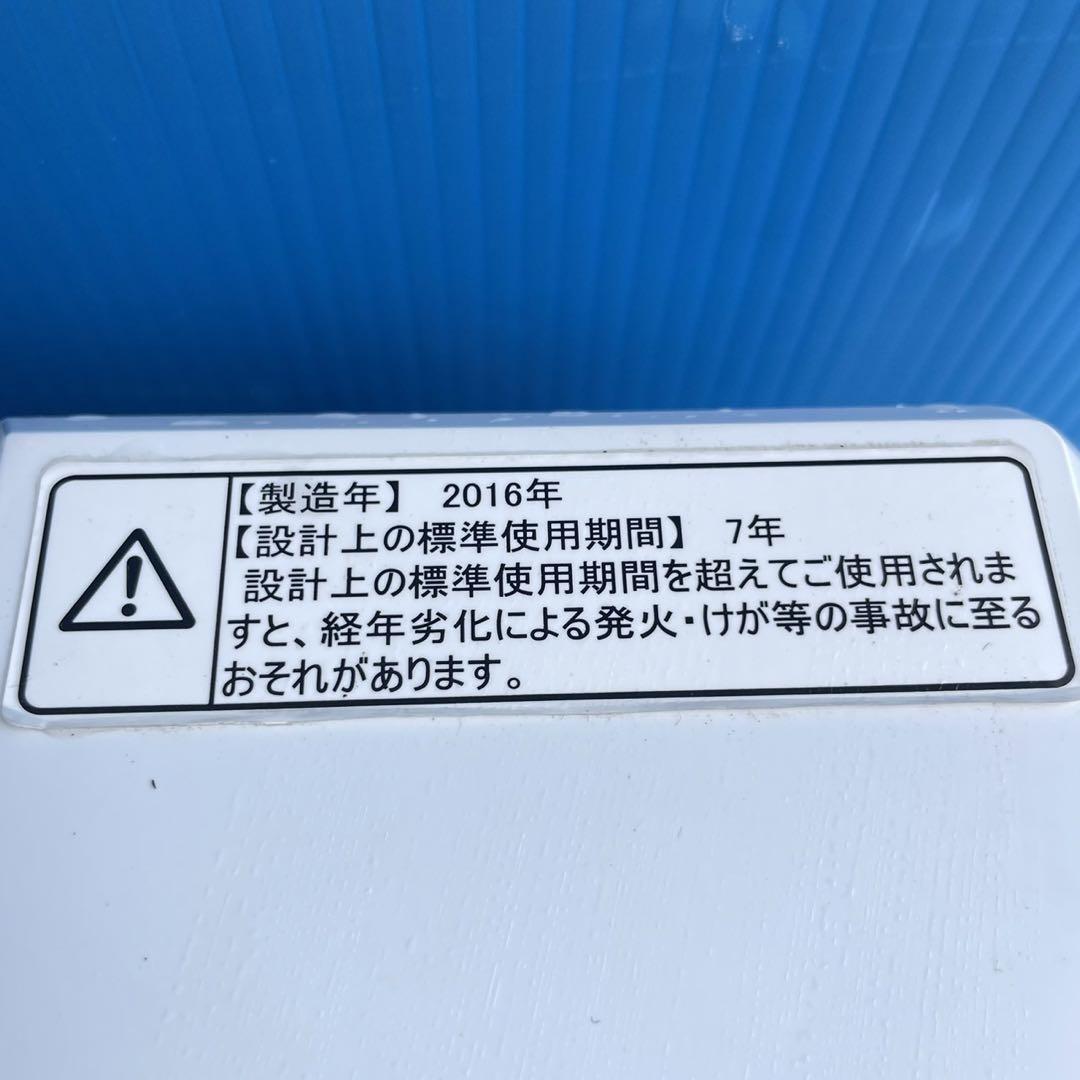 【製造年】 2016年
【設計上の標準使用期間】 7年
設計上の標準使用期間を超えてご使用されま
すと、経年劣化による発火・けが等の事故に至る
おそれがあります。